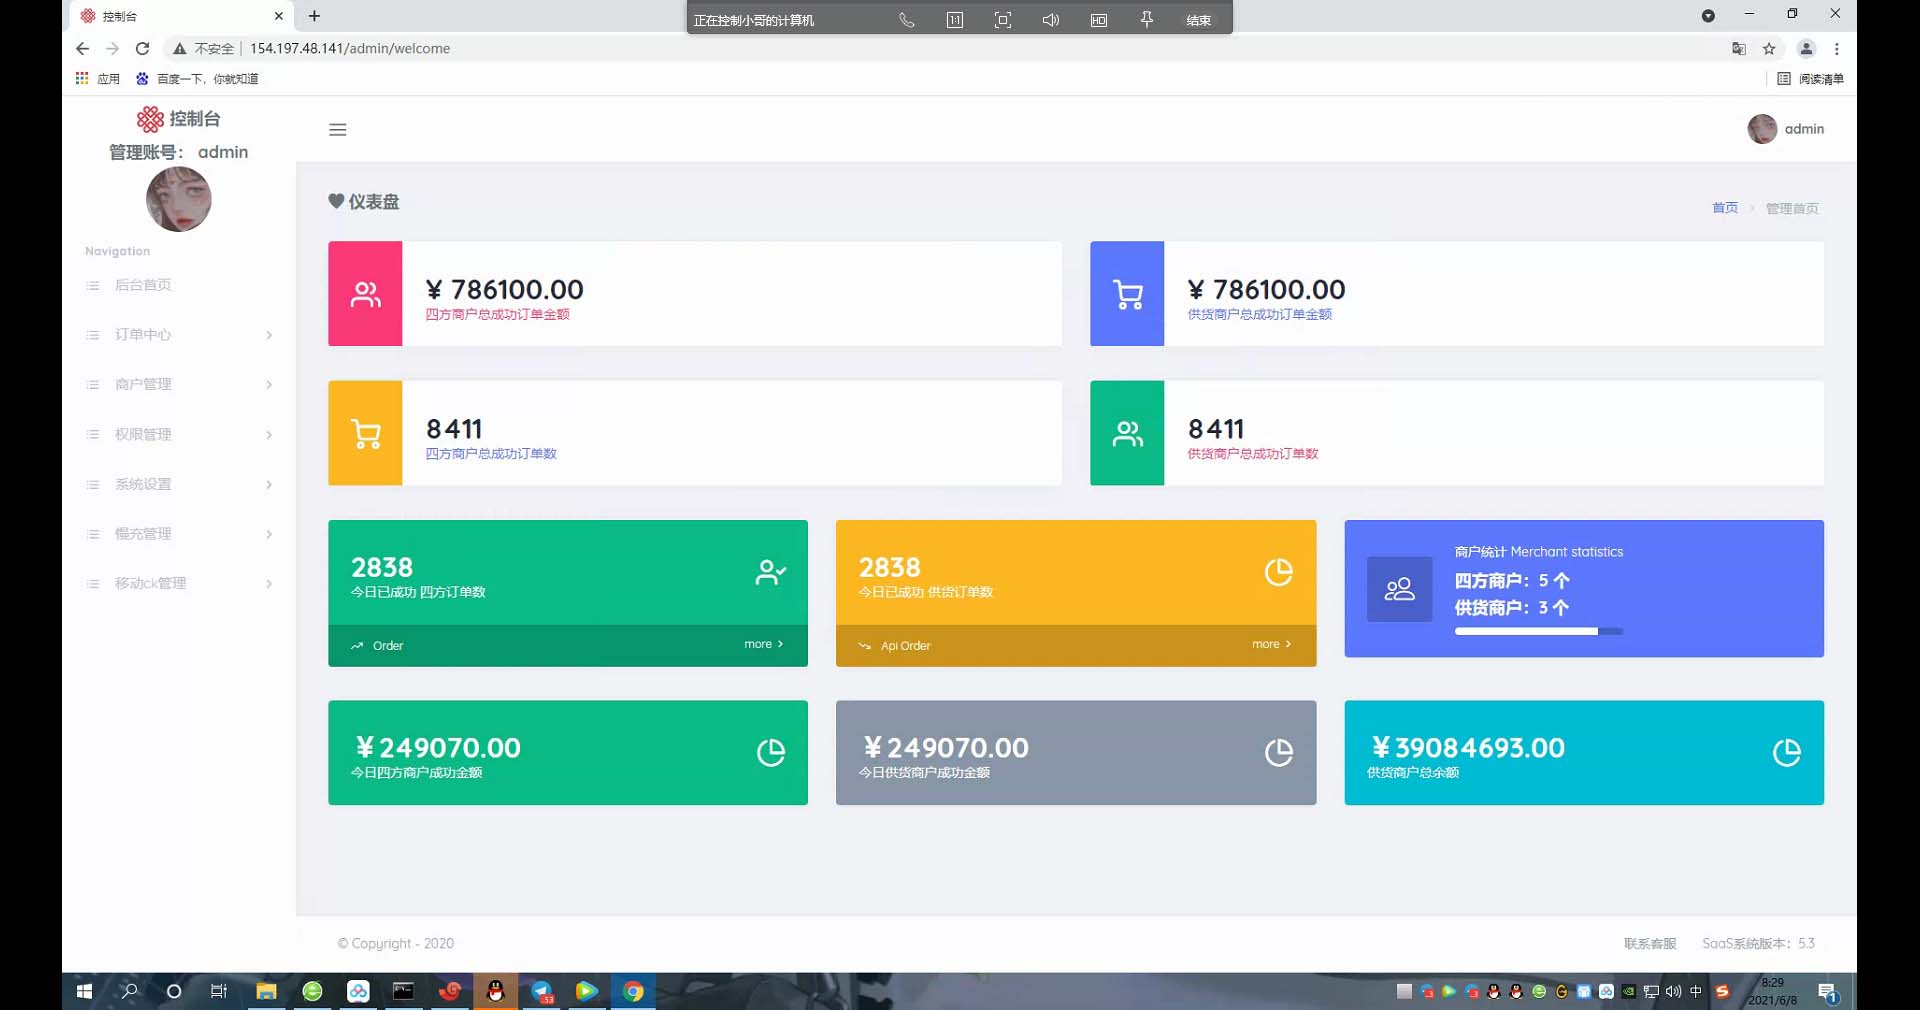 控制台
正在控制小哥的计算机
1:1
HD
结束
不安全
154.197.48.141/admin/welcome
应用
百度一下，你就知道
阅读清单
控制台
管理账号： admin
admin
Navigation
后台首页
订单中心
商户管理
权限管理
系统设置
慢充管理
移动ck管理
仪表盘
首页
管理首页
¥ 786100.00
四方商户总成功订单金额
¥ 786100.00
供货商户总成功订单金额
8411
四方商户总成功订单数
8411
供货商户总成功订单数
2838
今日已成功 四方订单数
Order
more
2838
今日已成功 供货订单数
Api Order
more
商户统计 Merchant statistics
四方商户：5 个
供货商户：3 个
¥249070.00
今日四方商户成功金额
¥249070.00
今日供货商户成功金额
¥39084693.00
供货商户总余额
© Copyright - 2020
联系客服
SaaS系统版本：5.3
53
中
8:29
2021/6/8
1